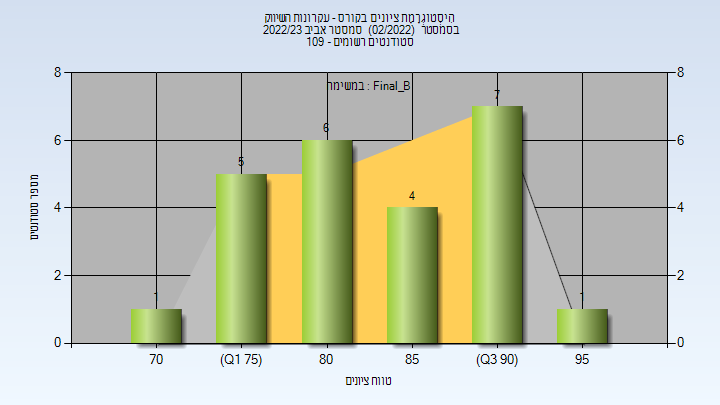 היסטוגרמת ציונים בקורס - עקרונות השיווק
בסמסטר (02/2022) סמסטר אביב 2022/23
סטודנטים רשומים - 109
במשימה : Final_B
8 8
7
6 6 6
5
4 4 4
2 2
1 1
0 0
70 (Q1 75) 80 85 (Q3 90) 95
מספר סטודנטים
טווח ציונים